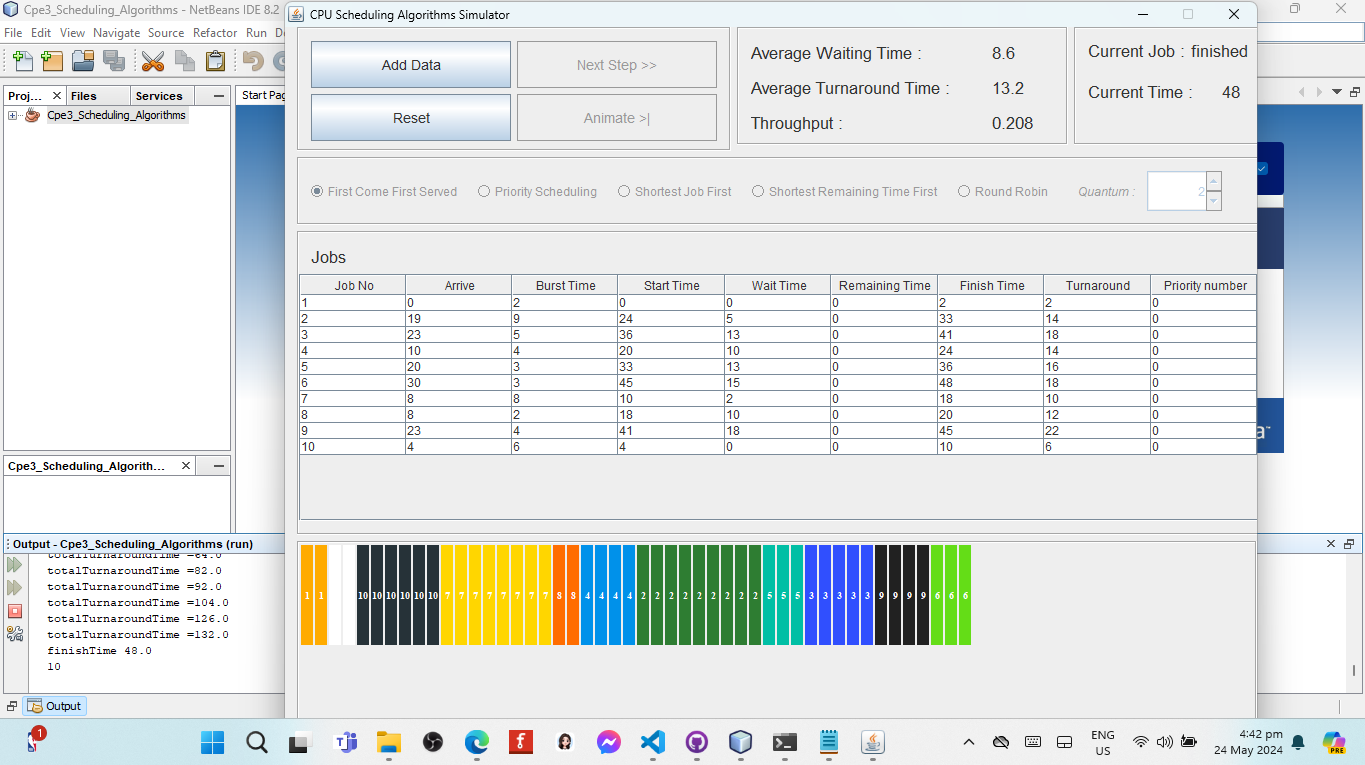 Cpe3_Scheduling_Algorithms - NetBeans IDE 8.2
File Edit View Navigate Source Refactor Run
CPU Scheduling Algorithms Simulator
Proj... Files Services
Start Pag
Cpe3_Scheduling_Algorithms
Add Data Next Step >>
Reset Animate >|
Average Waiting Time : 8.6
Average Turnaround Time : 13.2
Throughput : 0.208
Current Job : finished
Current Time : 48
First Come First Served Priority Scheduling Shortest Job First Shortest Remaining Time First Round Robin Quantum : 2
Jobs
Job No Arrive Burst Time Start Time Wait Time Remaining Time Finish Time Turnaround Priority number
1 0 2 0 0 0 2 2 0
2 19 9 24 5 0 33 14 0
3 23 5 36 13 0 41 18 0
4 10 4 20 10 0 24 14 0
5 20 3 33 13 0 36 16 0
6 30 3 45 15 0 48 18 0
7 8 8 10 2 0 18 10 0
8 8 2 18 10 0 20 12 0
9 23 4 41 18 0 45 22 0
10 4 6 4 0 0 10 6 0
1 1 10 10 10 10 10 10 7 7 7 7 7 7 7 7 8 8 4 4 4 4 2 2 2 2 2 2 2 2 2 5 5 5 3 3 3 3 3 9 9 9 9 6 6 6
Cpe3_Scheduling_Algorith...
Output - Cpe3_Scheduling_Algorithms (run)
totalTurnaroundTime =64.0
totalTurnaroundTime =82.0
totalTurnaroundTime =92.0
totalTurnaroundTime =104.0
totalTurnaroundTime =126.0
totalTurnaroundTime =132.0
finishTime 48.0
10
Output
1
ENG
US
4:42 pm
24 May 2024
PRE